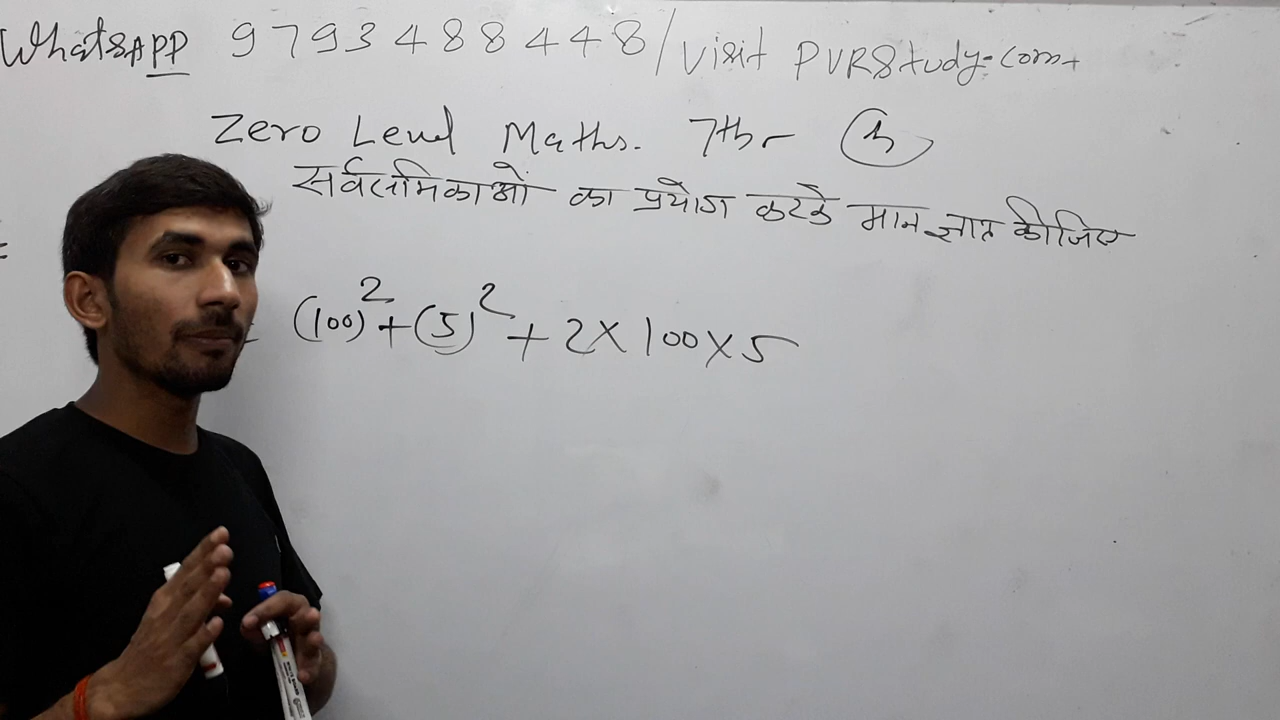 WhatsAPP 9793488448/Visit PVRStudy.com
Zero Level Maths. 7th-
सर्वसमिकाओं का प्रयोग करके मान ज्ञात कीजिए
= (100)²+(5)²+2×100×5